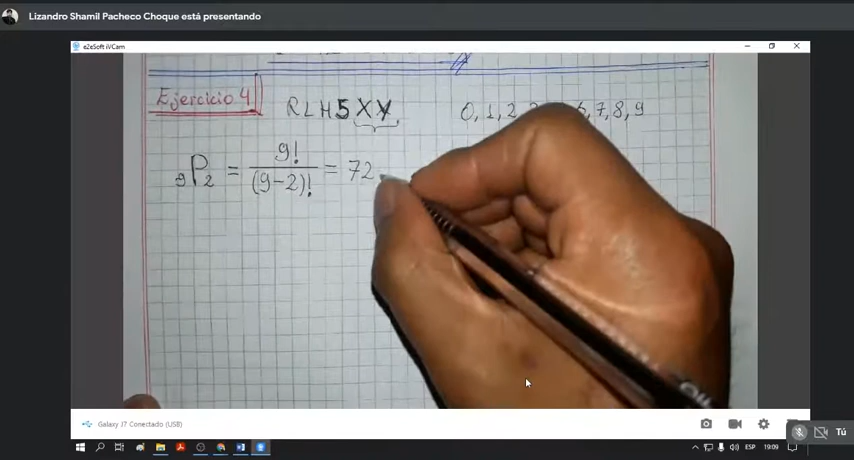 Lizandro Shamil Pacheco Choque está presentando
e2eSoft iVCam
Ejercicio 4
RLH5XY
0, 1, 2, 3, 6, 7, 8, 9
9P2 = 9! / (9-2)! = 72
Galaxy J7 Conectado (USB)
Tú
ESP 19:09